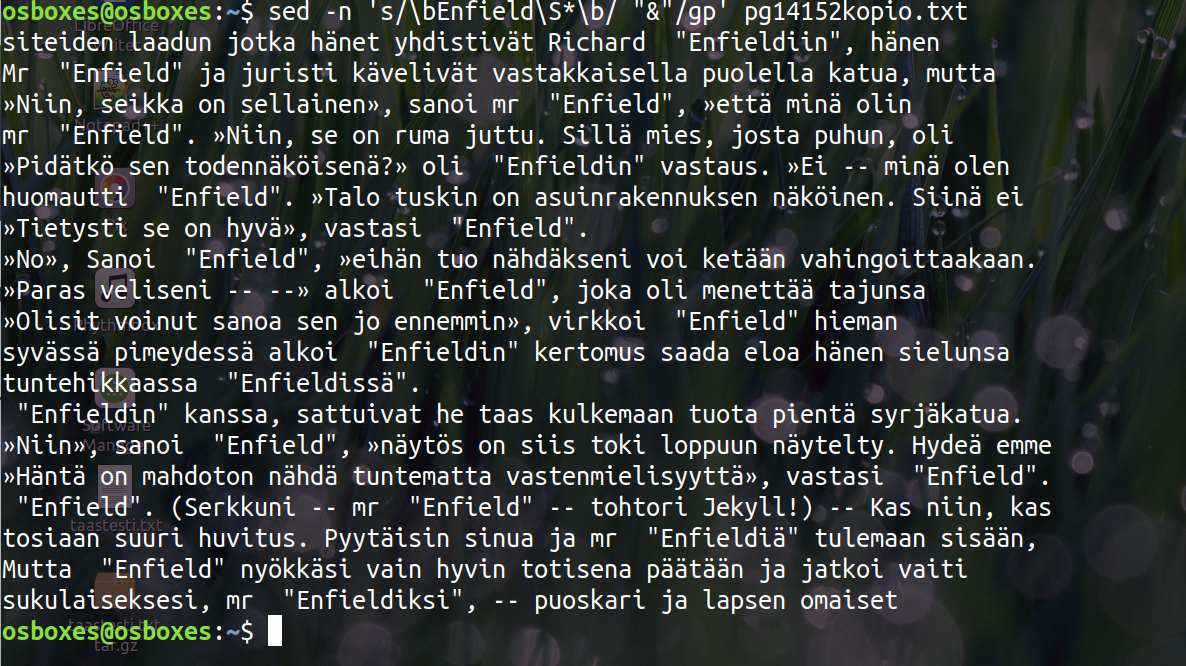 osboxes@osboxes:~$ sed -n 's/\bEnfield\S*\b/ "&"/gp' pg14152kopio.txt
siteiden laadun jotka hänet yhdistivät Richard  "Enfieldiin", hänen
Mr  "Enfield" ja juristi kävelivät vastakkaisella puolella katua, mutta
»Niin, seikka on sellainen», sanoi mr  "Enfield", »että minä olin
mr  "Enfield". »Niin, se on ruma juttu. Sillä mies, josta puhun, oli
»Pidätkö sen todennäköisenä?» oli  "Enfieldin" vastaus. »Ei -- minä olen
huomautti  "Enfield". »Talo tuskin on asuinrakennuksen näköinen. Siinä ei
»Tietysti se on hyvä», vastasi  "Enfield".
»No», Sanoi  "Enfield", »eihän tuo nähdäkseni voi ketään vahingoittaakaan.
»Paras veliseni -- --» alkoi  "Enfield", joka oli menettää tajunsa
»Olisit voinut sanoa sen jo ennemmin», virkkoi  "Enfield" hieman
syvässä pimeydessä alkoi  "Enfieldin" kertomus saada eloa hänen sielunsa
tuntehikkaassa  "Enfieldissä".
 "Enfieldin" kanssa, sattuivat he taas kulkemaan tuota pientä syrjäkatua.
»Niin», sanoi  "Enfield", »näytös on siis toki loppuun näytelty. Hydeä emme
»Häntä on mahdoton nähdä tuntematta vastenmielisyyttä», vastasi  "Enfield".
 "Enfield". (Serkkuni -- mr  "Enfield" -- tohtori Jekyll!) -- Kas niin, kas
tosiaan suuri huvitus. Pyytäisin sinua ja mr  "Enfieldiä" tulemaan sisään,
Mutta  "Enfield" nyökkäsi vain hyvin totisena päätään ja jatkoi vaiti
sukulaiseksesi, mr  "Enfieldiksi", -- puoskari ja lapsen omaiset
osboxes@osboxes:~$
LibreOffice
Software
taastesti.txt
taastesti.txt.
tar.gz